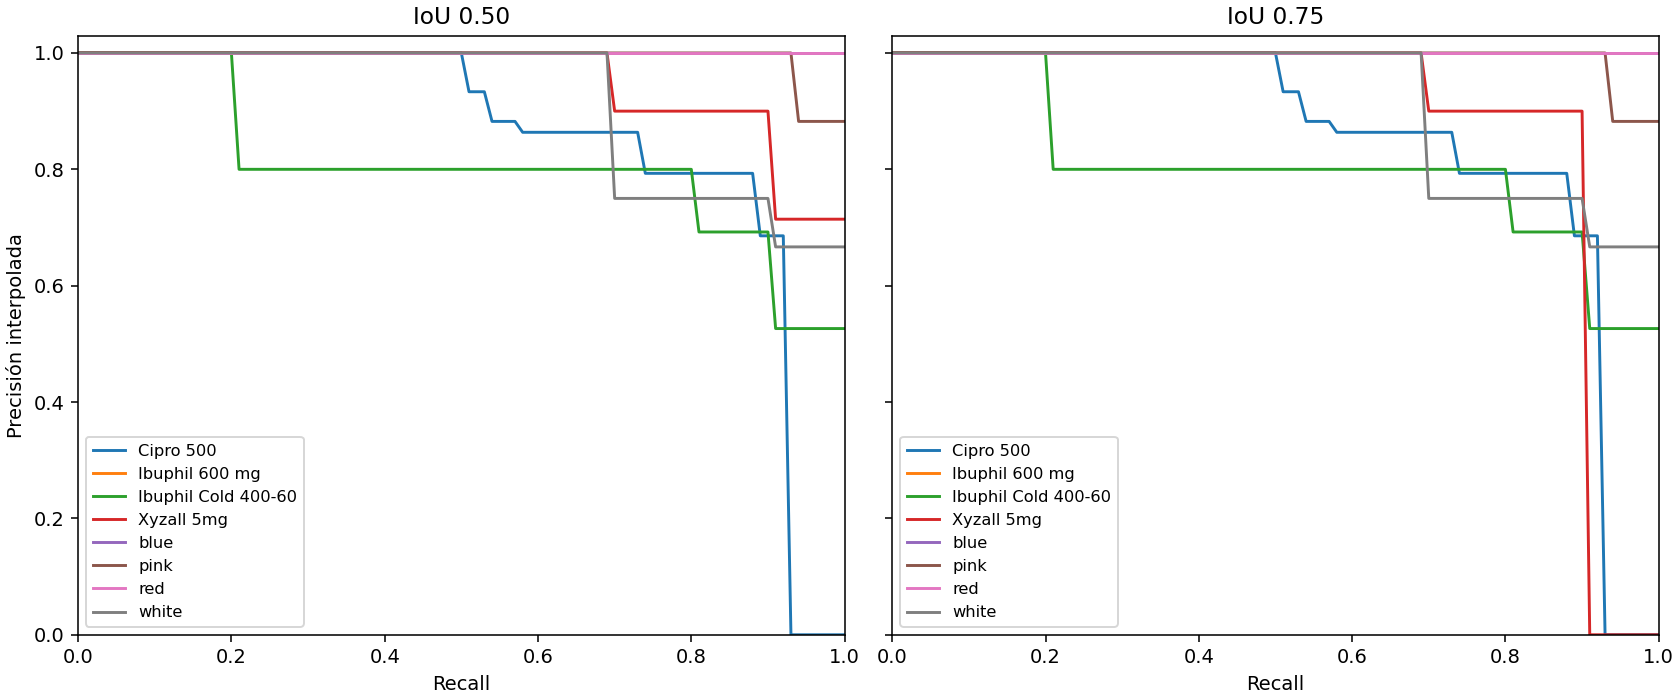 IoU 0.50
1.0
0.8
0.6
0.4
0.2
0.0
Precisión interpolada
Cipro 500
Ibuphil 600 mg
Ibuphil Cold 400-60
Xyzall 5mg
blue
pink
red
white
0.0 0.2 0.4 0.6 0.8 1.0
Recall
IoU 0.75
Cipro 500
Ibuphil 600 mg
Ibuphil Cold 400-60
Xyzall 5mg
blue
pink
red
white
0.0 0.2 0.4 0.6 0.8 1.0
Recall